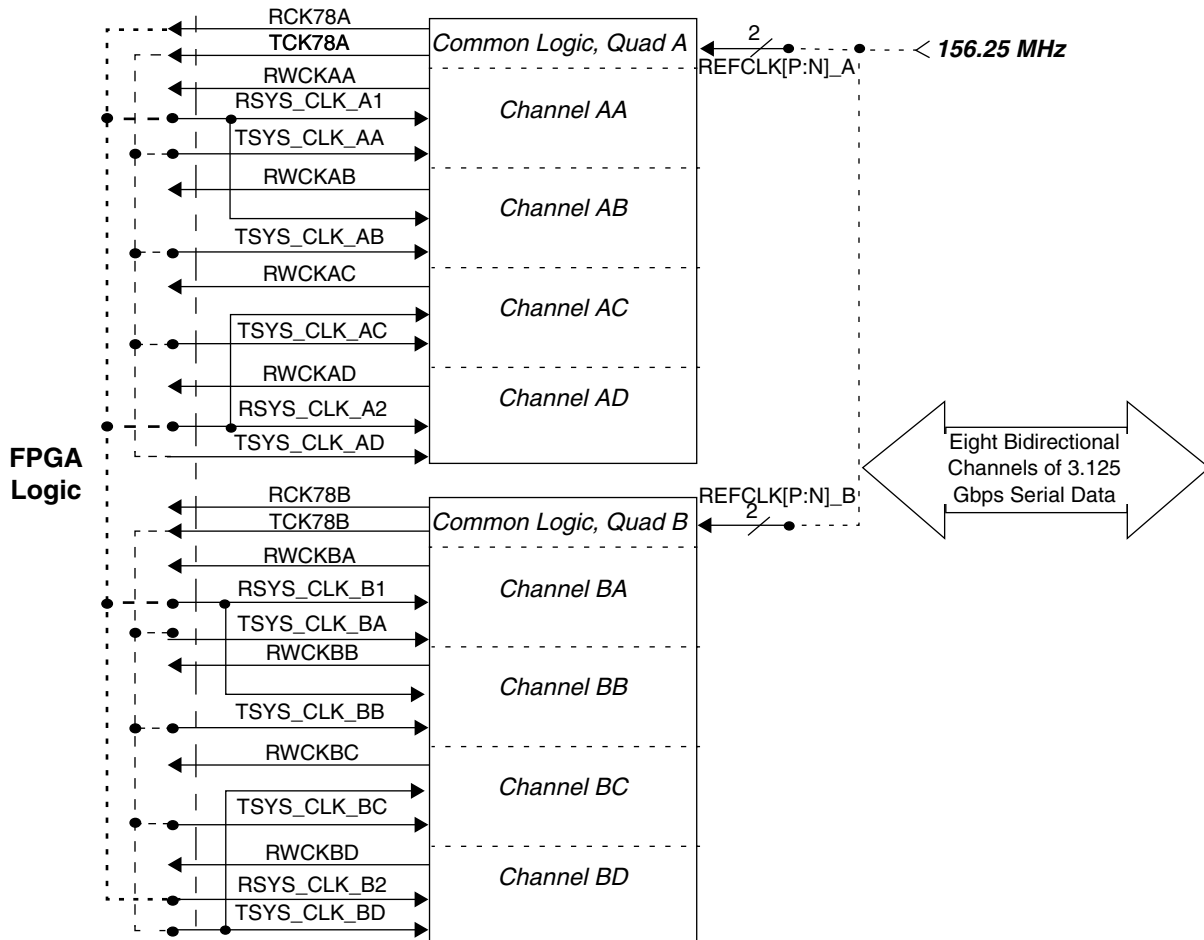 RCK78A
TCK78A
Common Logic, Quad A
2
REFCLK[P:N]_A
156.25 MHz
RWCKAA
RSYS_CLK_A1
Channel AA
TSYS_CLK_AA
RWCKAB
Channel AB
TSYS_CLK_AB
RWCKAC
Channel AC
TSYS_CLK_AC
RWCKAD
Channel AD
RSYS_CLK_A2
TSYS_CLK_AD
FPGA
Logic
Eight Bidirectional
Channels of 3.125
Gbps Serial Data
RCK78B
TCK78B
Common Logic, Quad B
REFCLK[P:N]_B
2
RWCKBA
RSYS_CLK_B1
Channel BA
TSYS_CLK_BA
RWCKBB
Channel BB
TSYS_CLK_BB
RWCKBC
Channel BC
TSYS_CLK_BC
RWCKBD
Channel BD
RSYS_CLK_B2
TSYS_CLK_BD